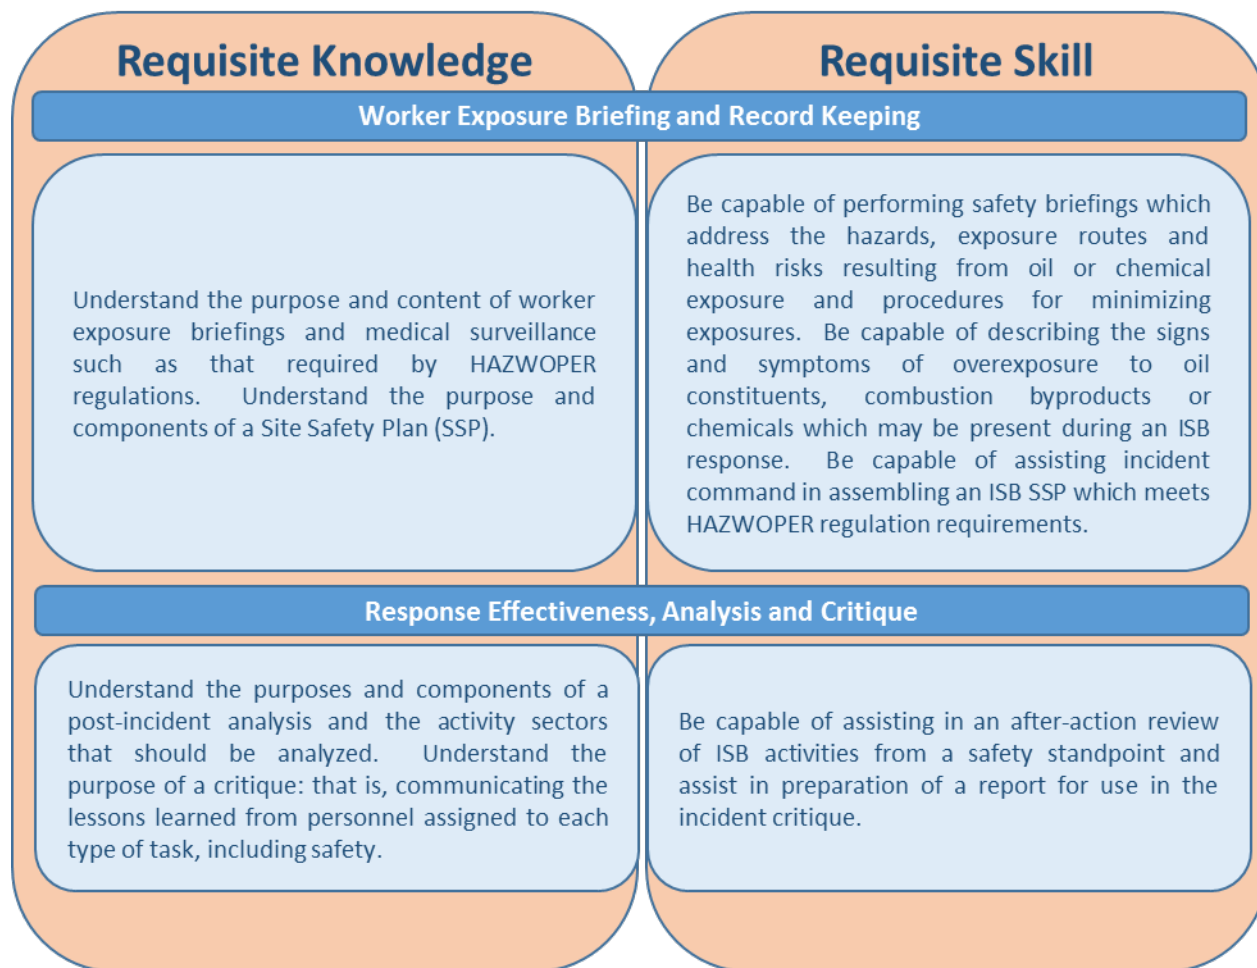 Requisite Knowledge
Requisite Skill
Worker Exposure Briefing and Record Keeping
Understand the purpose and content of worker
exposure briefings and medical surveillance
such as that required by HAZWOPER
regulations. Understand the purpose and
components of a Site Safety Plan (SSP).
Be capable of performing safety briefings which
address the hazards, exposure routes and
health risks resulting from oil or chemical
exposure and procedures for minimizing
exposures. Be capable of describing the signs
and symptoms of overexposure to oil
constituents, combustion byproducts or
chemicals which may be present during an ISB
response. Be capable of assisting incident
command in assembling an ISB SSP which meets
HAZWOPER regulation requirements.
Response Effectiveness, Analysis and Critique
Understand the purposes and components of a
post-incident analysis and the activity sectors
that should be analyzed. Understand the
purpose of a critique: that is, communicating the
lessons learned from personnel assigned to each
type of task, including safety.
Be capable of assisting in an after-action review
of ISB activities from a safety standpoint and
assist in preparation of a report for use in the
incident critique.